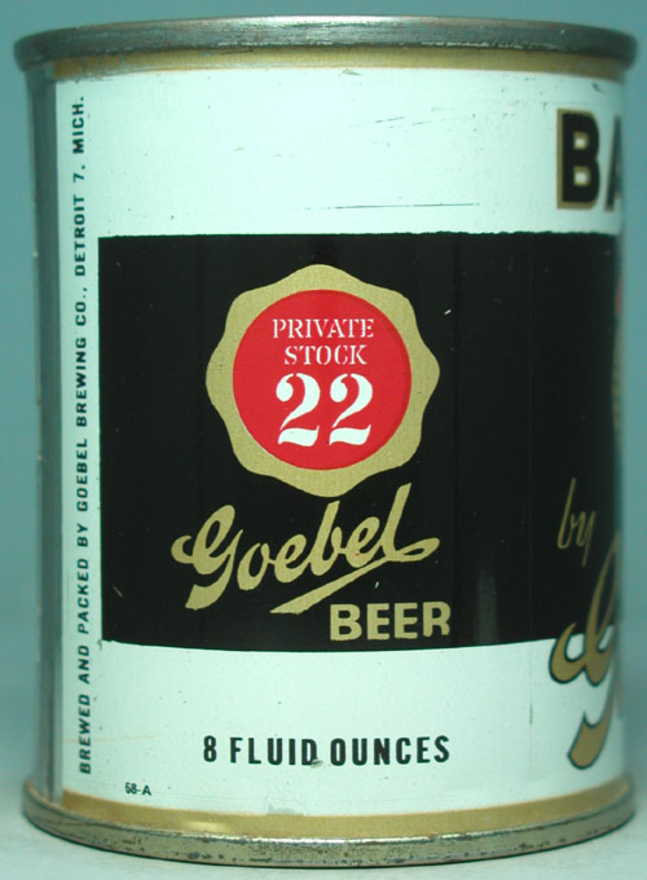 BREWED AND PACKED BY GOEBEL BREWING CO., DETROIT 7, MICH.
PRIVATE
STOCK
22
Goebel
BEER
8 FLUID OUNCES
68-A
BA
by
G